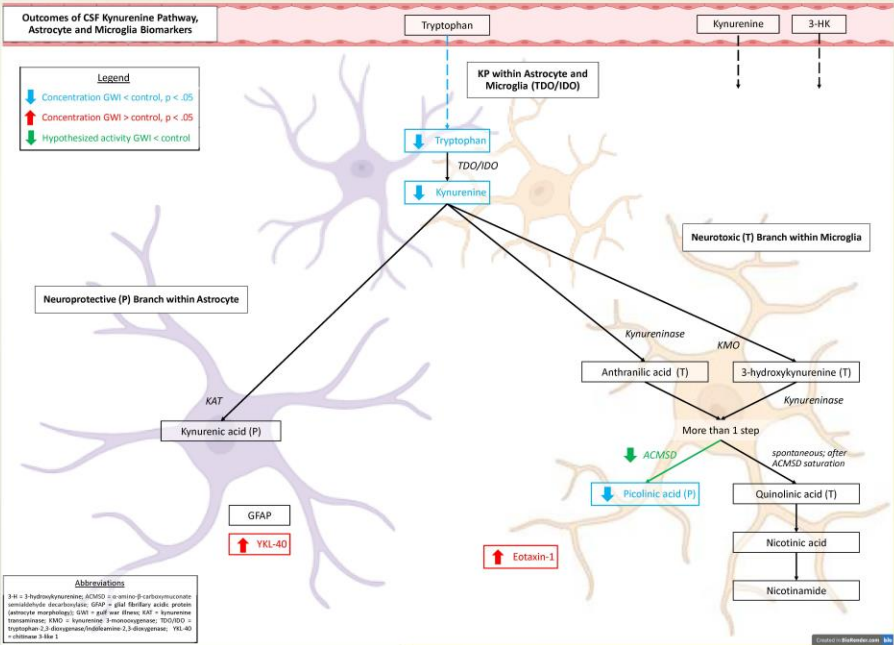 Outcomes of CSF Kynurenine Pathway,
Astrocyte and Microglia Biomarkers
Tryptophan
Kynurenine
3-HK
Legend
Concentration GWI < control, p < .05
Concentration GWI > control, p < .05
Hypothesized activity GWI < control
KP within Astrocyte and
Microglia (TDO/IDO)
Tryptophan
TDO/IDO
Kynurenine
Neurotoxic (T) Branch within Microglia
Neuroprotective (P) Branch within Astrocyte
Kynureninase
KMO
Anthranilic acid (T)
3-hydroxykynurenine (T)
KAT
Kynureninase
Kynurenic acid (P)
More than 1 step
ACMSD
spontaneous; after
ACMSD saturation
Picolinic acid (P)
Quinolinic acid (T)
GFAP
YKL-40
Eotaxin-1
Nicotinic acid
Nicotinamide
Abbreviations
3-H = 3-hydroxykynurenine; ACMSD = α-amino-β-carboxymuconate
semialdehyde decarboxylase; GFAP = glial fibrillary acidic protein
(astrocyte morphology); GWI = gulf war illness; KAT = kynurenine
transaminase; KMO = kynurenine 3-monooxygenase; TDO/IDO =
tryptophan-2,3-dioxygenase/indoleamine-2,3-dioxygenase; YKL-40
= chitinase 3-like 1
Created in BioRender.com bio